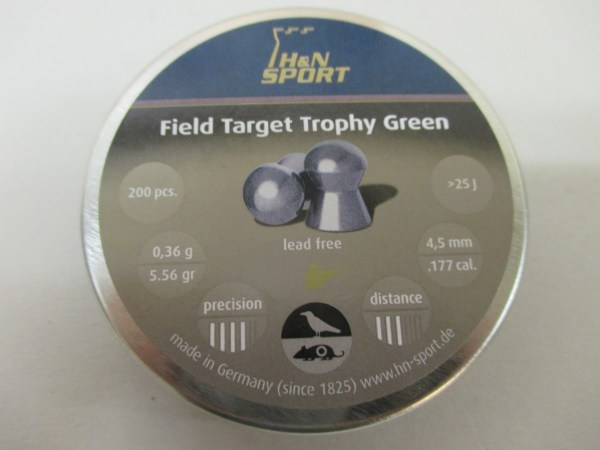 H&N
SPORT
Field Target Trophy Green
200 pcs.
>25 J
lead free
0,36 g
5.56 gr
4,5 mm
.177 cal.
precision
distance
made in Germany (since 1825) www.hn-sport.de